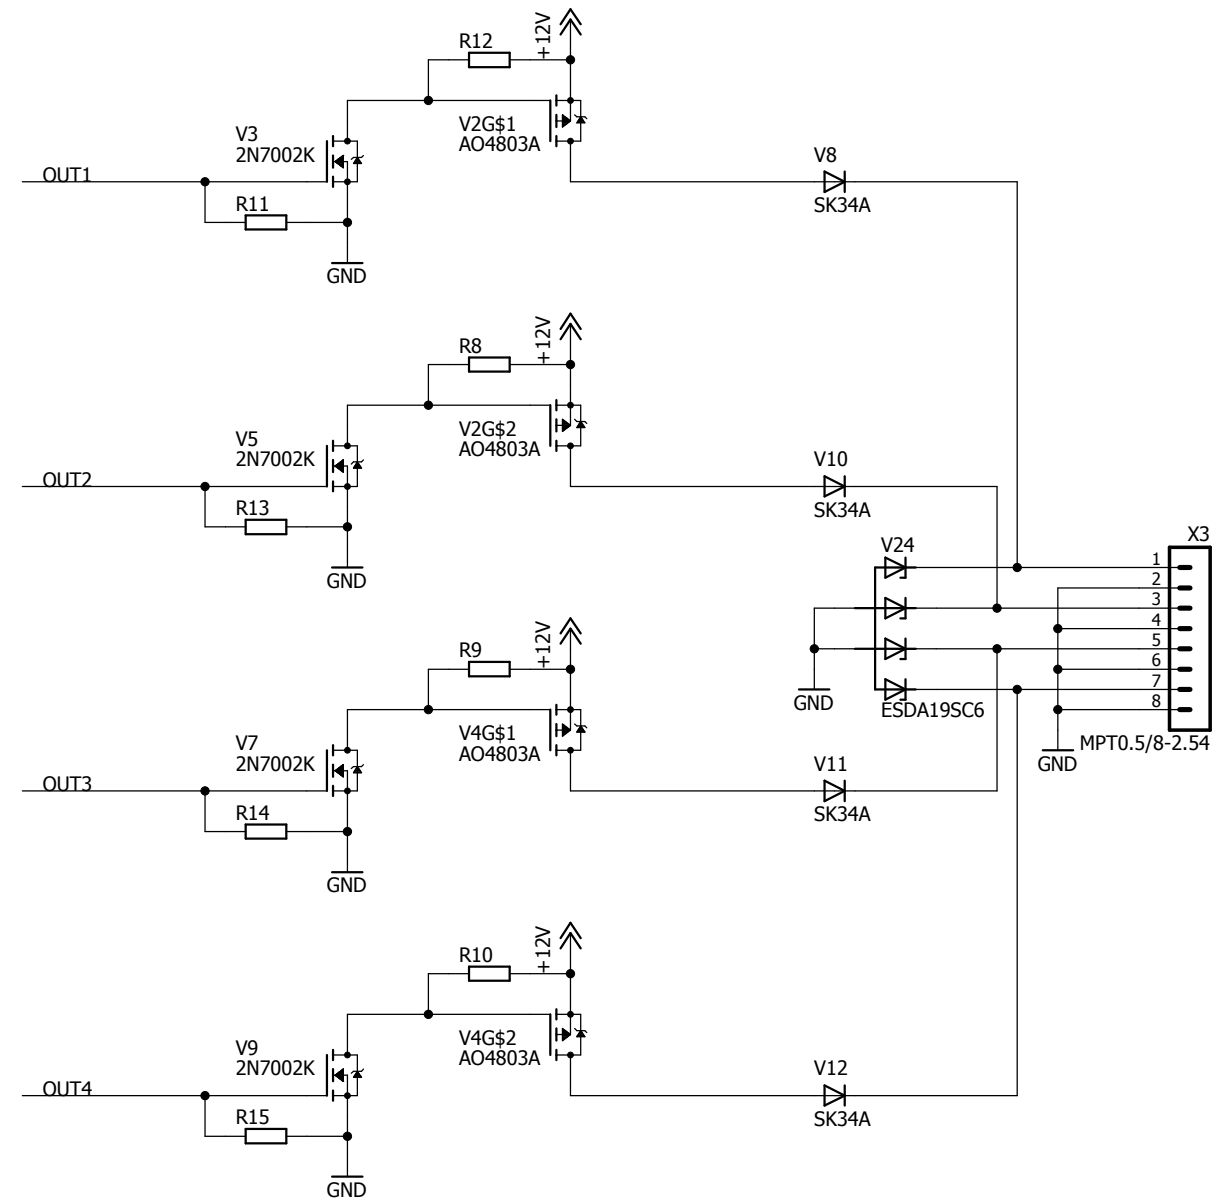 +12V
R12
V3
2N7002K
V2G$1
AO4803A
OUT1
R11
V8
SK34A
GND
+12V
R8
V5
2N7002K
V2G$2
AO4803A
OUT2
R13
V10
SK34A
GND
V24
X3
1
2
3
4
5
6
7
8
GND
ESDA19SC6
GND
MPT0.5/8-2.54
+12V
R9
V7
2N7002K
V4G$1
AO4803A
OUT3
R14
V11
SK34A
GND
+12V
R10
V9
2N7002K
V4G$2
AO4803A
OUT4
R15
V12
SK34A
GND